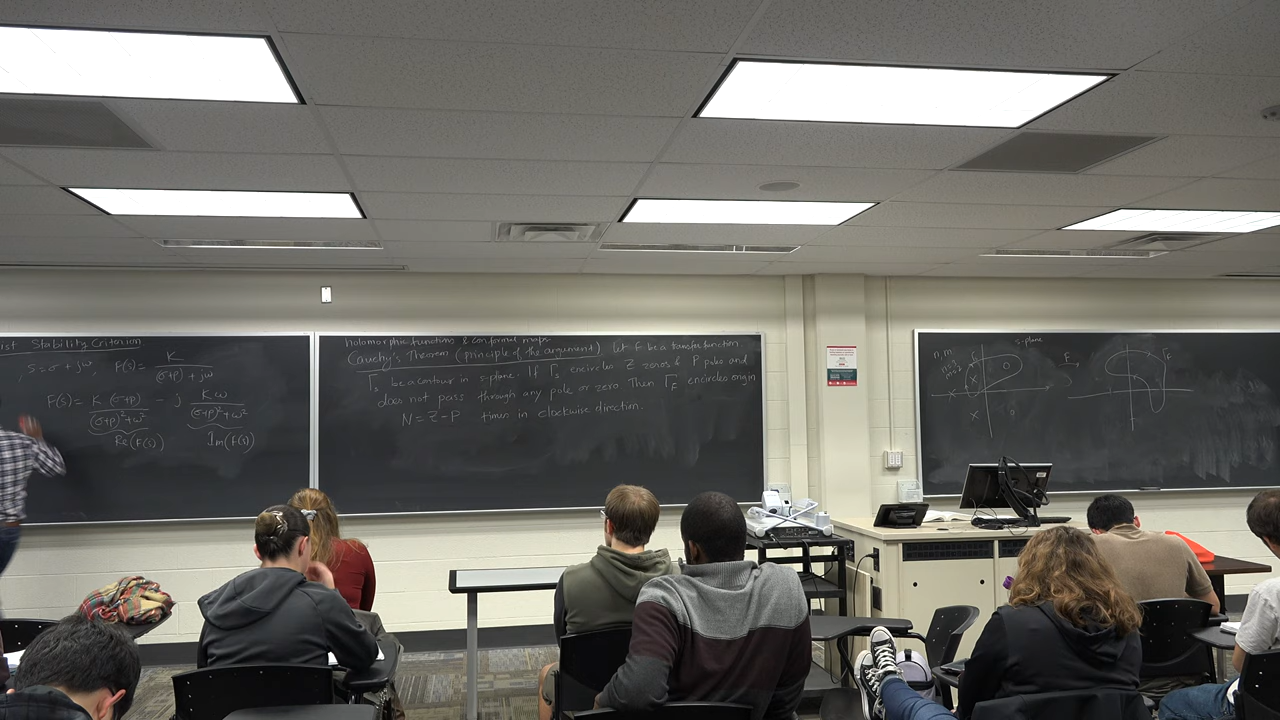 ist Stability Criterion
, S = σ + jω, F(s) = K / (σ+p) + jω
F(s) = K (σ+p) / (σ+p)² + ω² - j Kω / (σ+p)² + ω²
Re(F(s)) Im(F(s))
holomorphic functions & conformal maps
Cauchy's Theorem (principle of the argument) Let F be a transfer function
Γs be a contour in s-plane. If Γs encircles Z zeros & P poles and
does not pass through any pole or zero. Then ΓF encircles origin
N = Z - P times in clockwise direction.
s-plane
n, m
F
ΓF